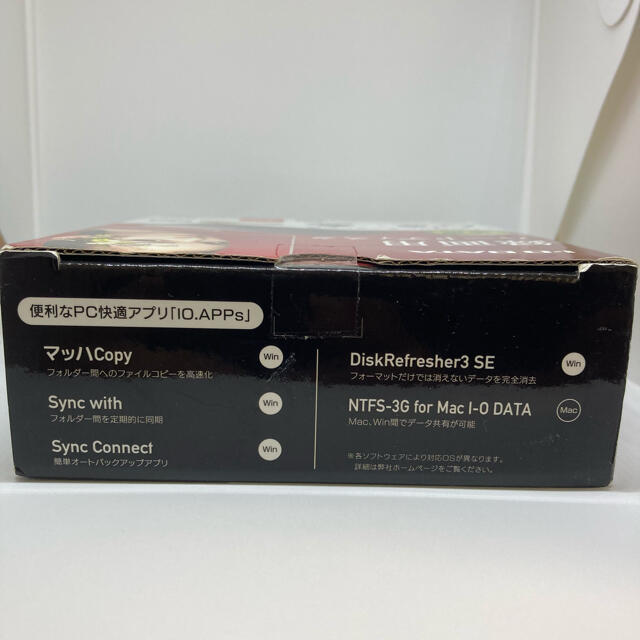 便利なPC快適アプリ「IO.APPs」
マッハCopy Win
フォルダー間へのファイルコピーを高速化
Sync with Win
フォルダー間を定期的に同期
Sync Connect Win
簡単オートバックアップアプリ
DiskRefresher3 SE Win
フォーマットだけでは消えないデータを完全消去
NTFS-3G for Mac I-O DATA Mac
Mac、Win間でデータ共有が可能
※各ソフトウェアにより対応OSが異なります。
詳細は弊社ホームページをご覧ください。